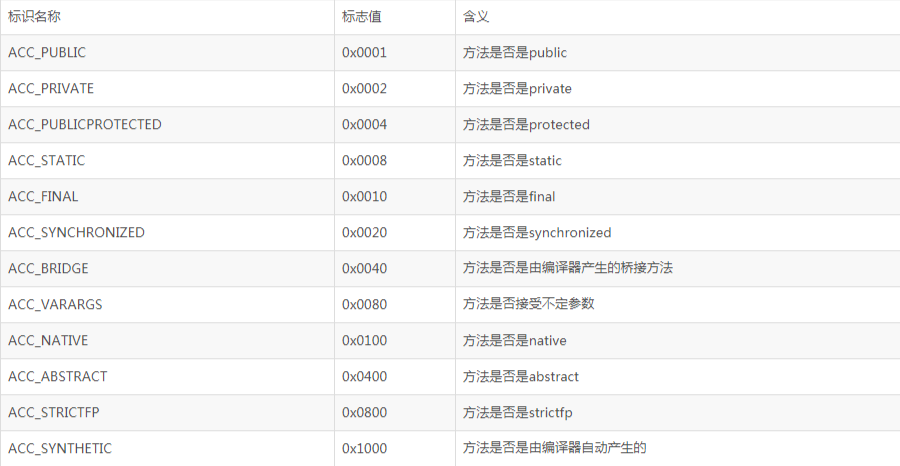 标识名称 标志值 含义
ACC_PUBLIC 0x0001 方法是否是public
ACC_PRIVATE 0x0002 方法是否是private
ACC_PUBLICPROTECTED 0x0004 方法是否是protected
ACC_STATIC 0x0008 方法是否是static
ACC_FINAL 0x0010 方法是否是final
ACC_SYNCHRONIZED 0x0020 方法是否是synchronized
ACC_BRIDGE 0x0040 方法是否是由编译器产生的桥接方法
ACC_VARARGS 0x0080 方法是否接受不定参数
ACC_NATIVE 0x0100 方法是否是native
ACC_ABSTRACT 0x0400 方法是否是abstract
ACC_STRICTFP 0x0800 方法是否是strictfp
ACC_SYNTHETIC 0x1000 方法是否是由编译器自动产生的